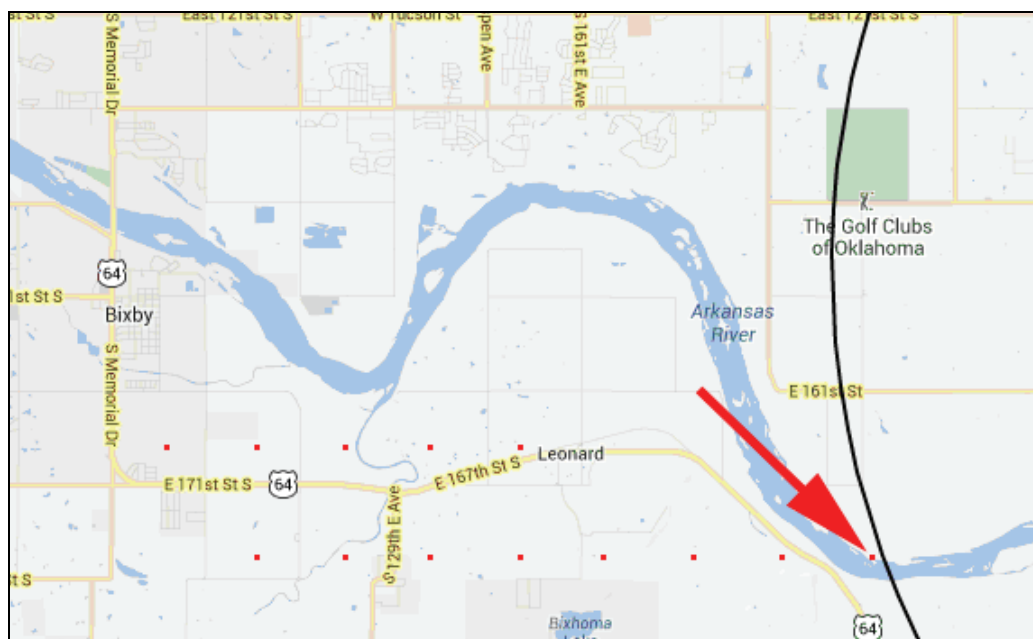 East 121st St S
W Tucson St
East 121st St S
S Memorial Dr
pen Ave
S 161st E Ave
The Golf Clubs
of Oklahoma
64
1st St S
Bixby
Arkansas
River
S Memorial Dr
E 161st St
Leonard
E 171st St S
64
E 167th St S
S 129th E Ave
St S
Bixhoma
Lake
64